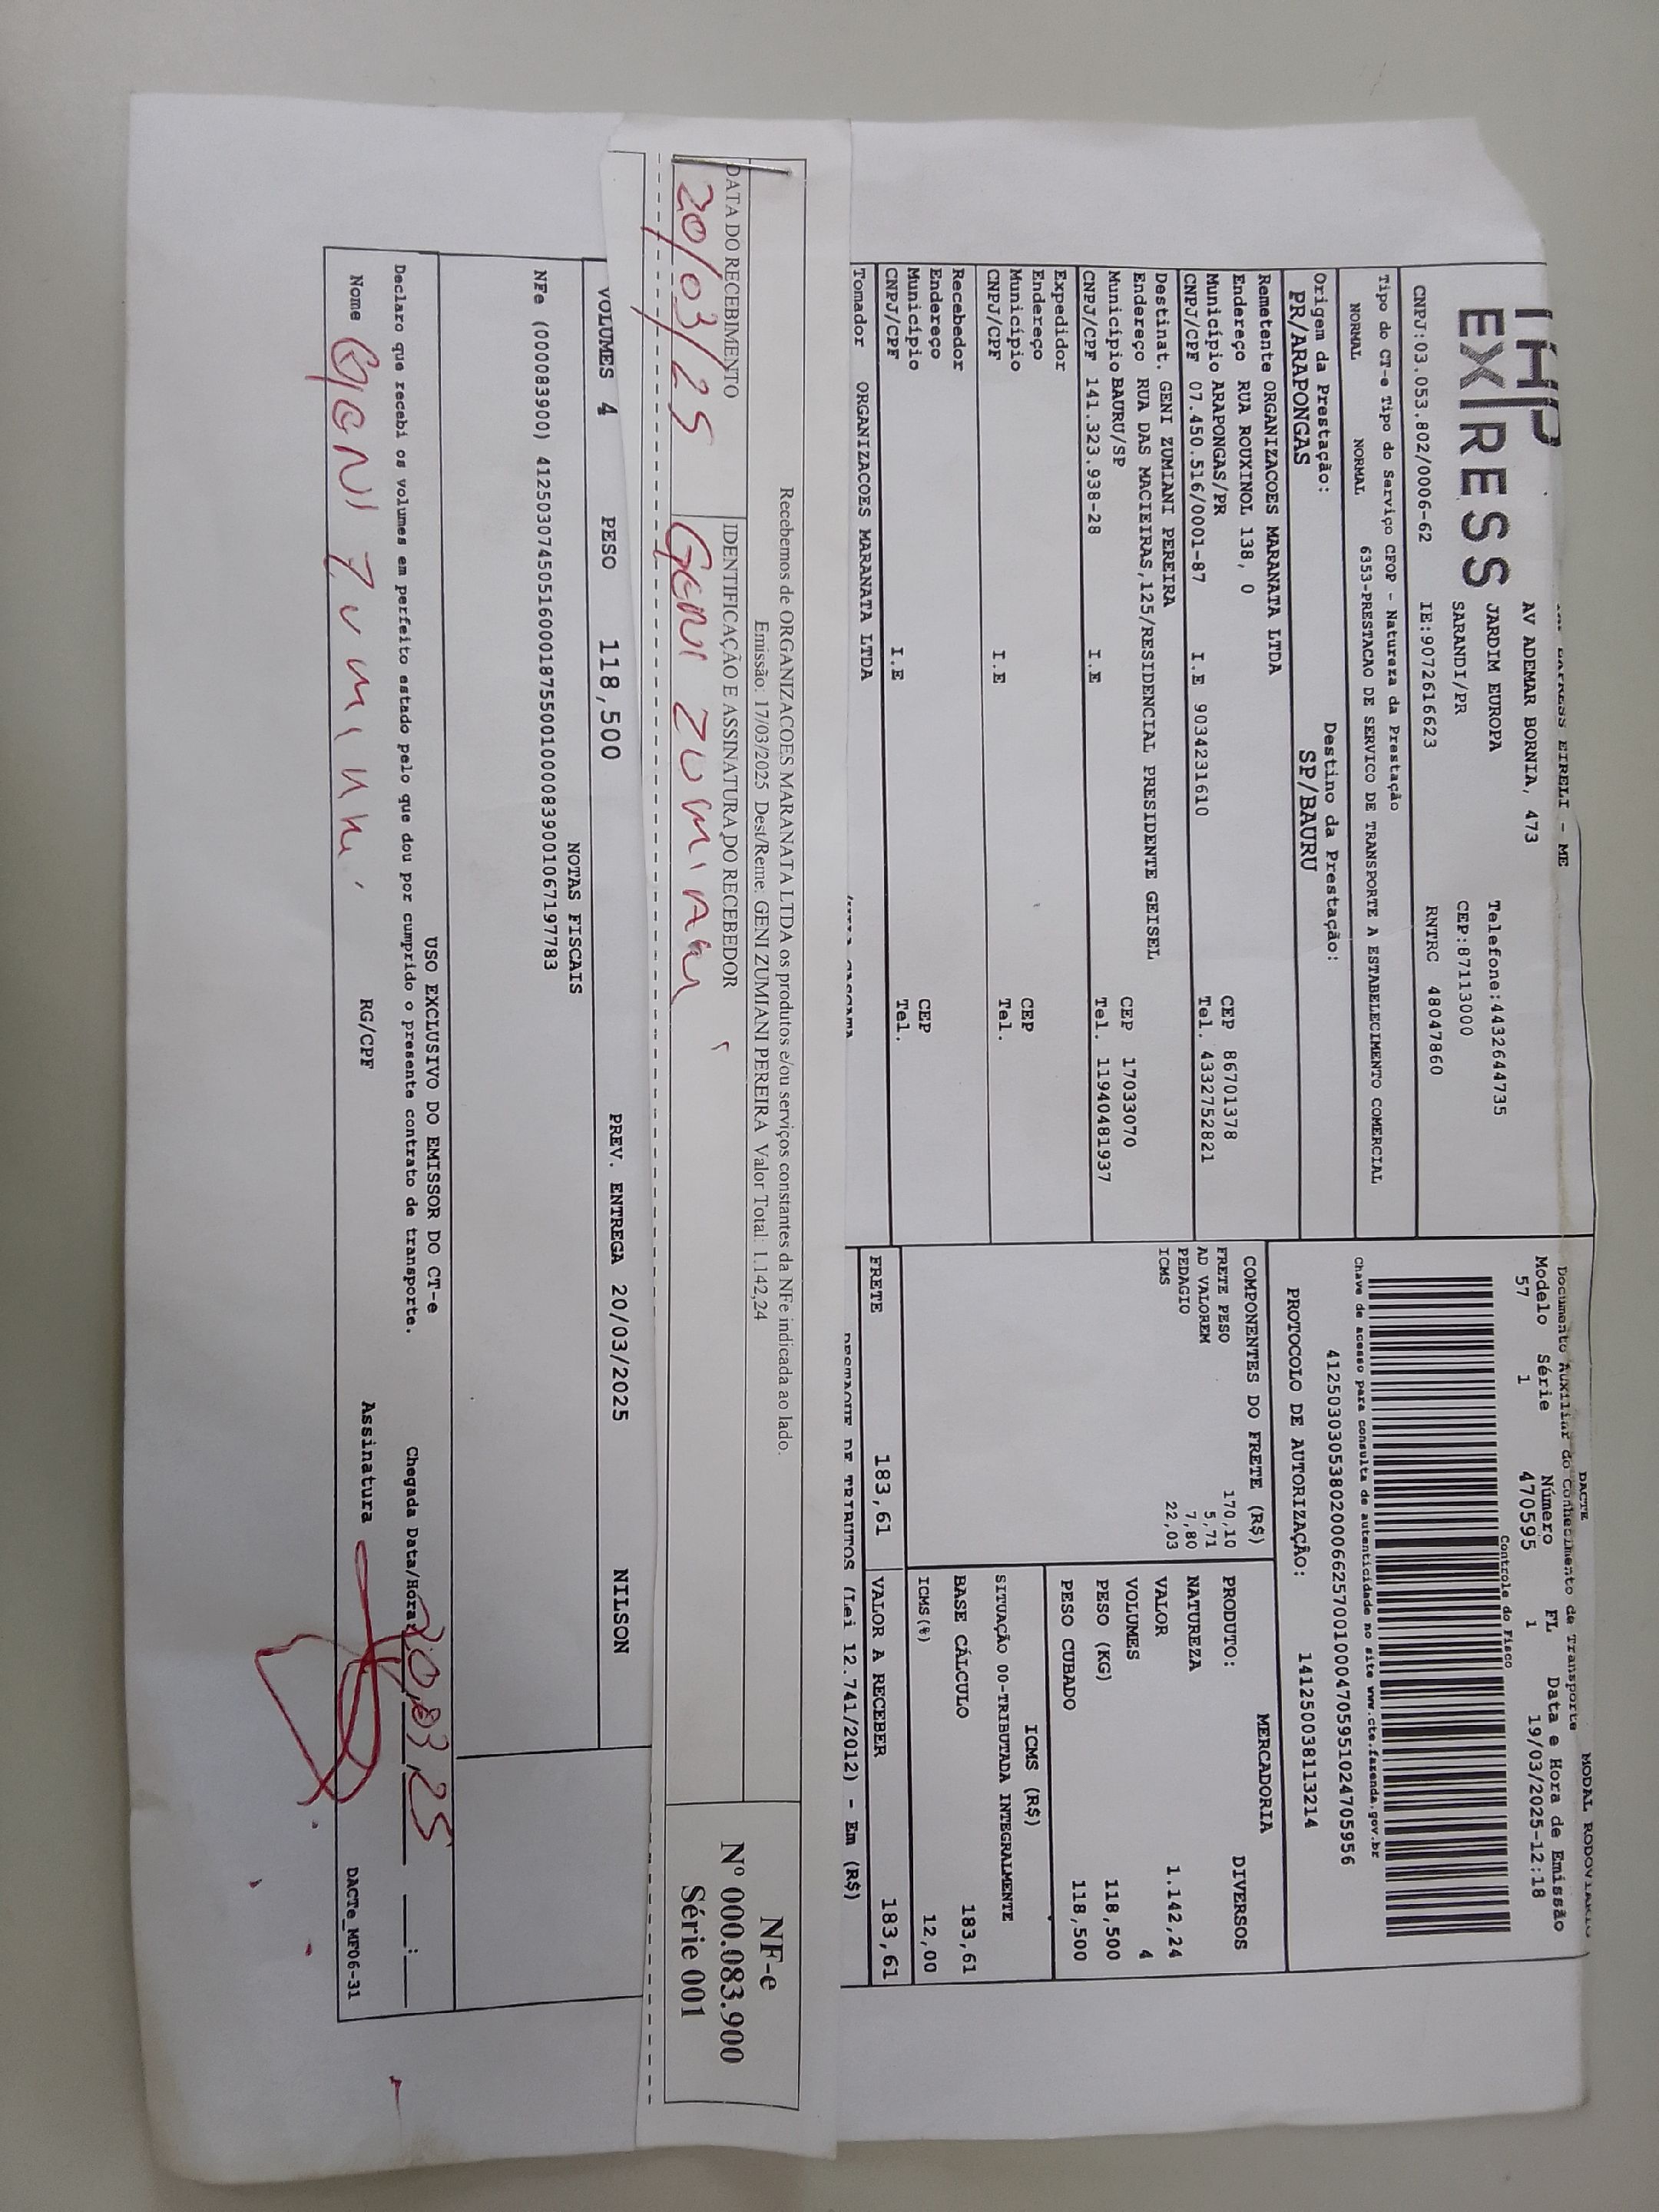 EXPRESS
EXPRESS EIRELI - ME
AV ADEMAR BORNIA, 473
JARDIM EUROPA Telefone:4432644735
SARANDI/PR CEP:87113000
CNPJ:03.053.802/0006-62 IE:9072616623 RNTRC 48047860
DACTE MODAL RODOVIARIO
Documento Auxiliar do Conhecimento de Transporte
Modelo Série Número FL Data e Hora de Emissão
57 1 470595 1 19/03/2025-12:18
Controle do Fisco
Chave de acesso para consulta de autenticidade no site www.cte.fazenda.gov.br
41250303053802000662570010004705951024705956
PROTOCOLO DE AUTORIZAÇÃO: 141250038113214
Tipo do CT-e Tipo do Serviço CFOP - Natureza da Prestação
NORMAL NORMAL 6353-PRESTACAO DE SERVICO DE TRANSPORTE A ESTABELECIMENTO COMERCIAL
Origem da Prestação: Destino da Prestação:
PR/ARAPONGAS SP/BAURU
Remetente ORGANIZACOES MARANATA LTDA
Endereço RUA ROUXINOL 138, 0 CEP 86701378
Município ARAPONGAS/PR Tel. 4332752821
CNPJ/CPF 07.450.516/0001-87 I.E 9034231610
Destinat. GENI ZUMIANI PEREIRA
Endereço RUA DAS MACIEIRAS,125/RESIDENCIAL PRESIDENTE GEISEL
Município BAURU/SP CEP 17033070
CNPJ/CPF 141.323.938-28 I.E Tel. 11940481937
Expedidor
Endereço
Município CEP
CNPJ/CPF I.E Tel.
Recebedor
Endereço
Município CEP
CNPJ/CPF I.E Tel.
Tomador ORGANIZACOES MARANATA LTDA
COMPONENTES DO FRETE (R$)
FRETE PESO 170,10
AD VALOREM 5,71
PEDAGIO 7,80
ICMS 22,03
MERCADORIA
PRODUTO: DIVERSOS
NATUREZA
VALOR 1.142,24
VOLUMES 4
PESO (KG) 118,500
PESO CUBADO 118,500
ICMS (R$)
SITUAÇÃO 00-TRIBUTADA INTEGRALMENTE
BASE CÁLCULO 183,61
ICMS(%) 12,00
FRETE 183,61 VALOR A RECEBER 183,61
DESTAQUE DE TRIBUTOS (Lei 12.741/2012) - Em (R$)
Recebemos de ORGANIZACOES MARANATA LTDA os produtos e/ou serviços constantes da NFe indicada ao lado.
Emissão: 17/03/2025 Dest/Reme: GENI ZUMIANI PEREIRA Valor Total: 1.142,24
DATA DO RECEBIMENTO IDENTIFICAÇÃO E ASSINATURA DO RECEBEDOR
20/03/25 Geni Zumiani
NF-e
Nº 000.083.900
Série 001
VOLUMES 4 PESO 118,500 PREV. ENTREGA 20/03/2025 NILSON
NOTAS FISCAIS
NFe (000083900) 41250307450516000187550010000839001067197783
USO EXCLUSIVO DO EMISSOR DO CT-e
Declaro que recebi os volumes em perfeito estado pelo que dou por cumprido o presente contrato de transporte. Chegada Data/Hora: 20,03,25 :
Nome Geni Zumiani RG/CPF Assinatura DACTe_MF06-31